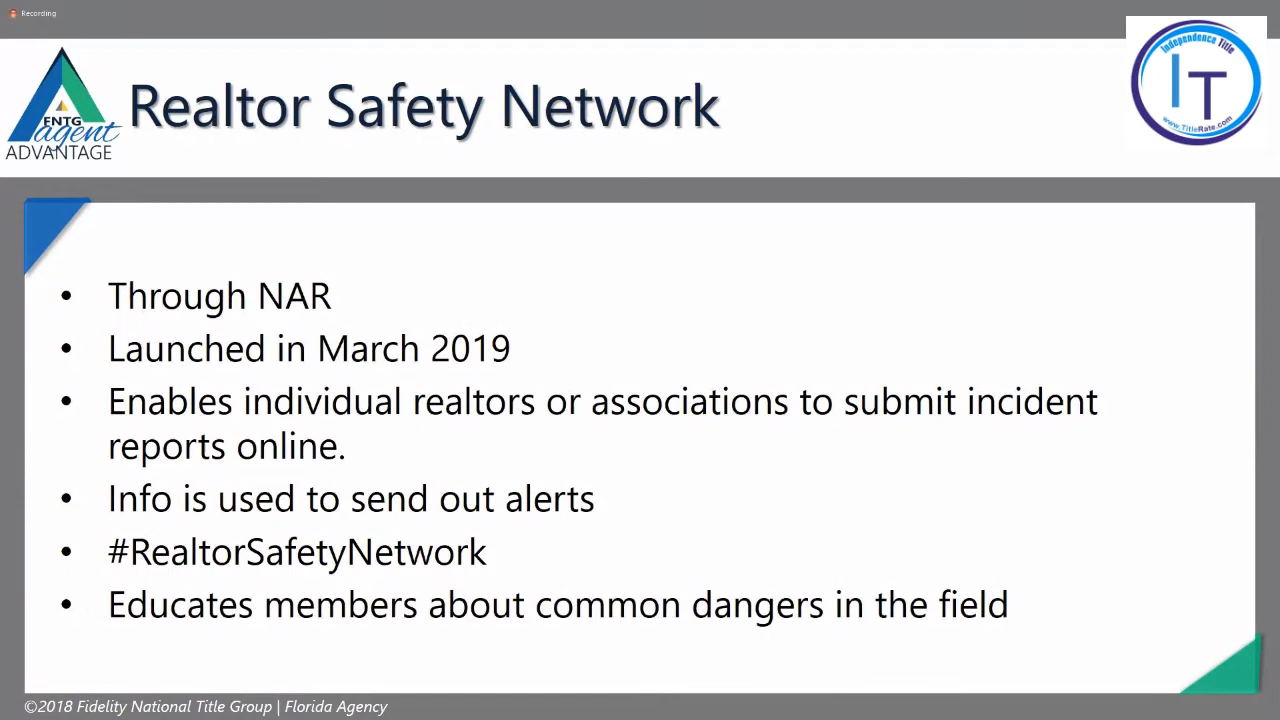 Recording
Realtor Safety Network
FNTG
agent
ADVANTAGE
Independence Title
IT
www.TitleRate.com
• Through NAR
• Launched in March 2019
• Enables individual realtors or associations to submit incident
reports online.
• Info is used to send out alerts
• #RealtorSafetyNetwork
• Educates members about common dangers in the field
©2018 Fidelity National Title Group | Florida Agency